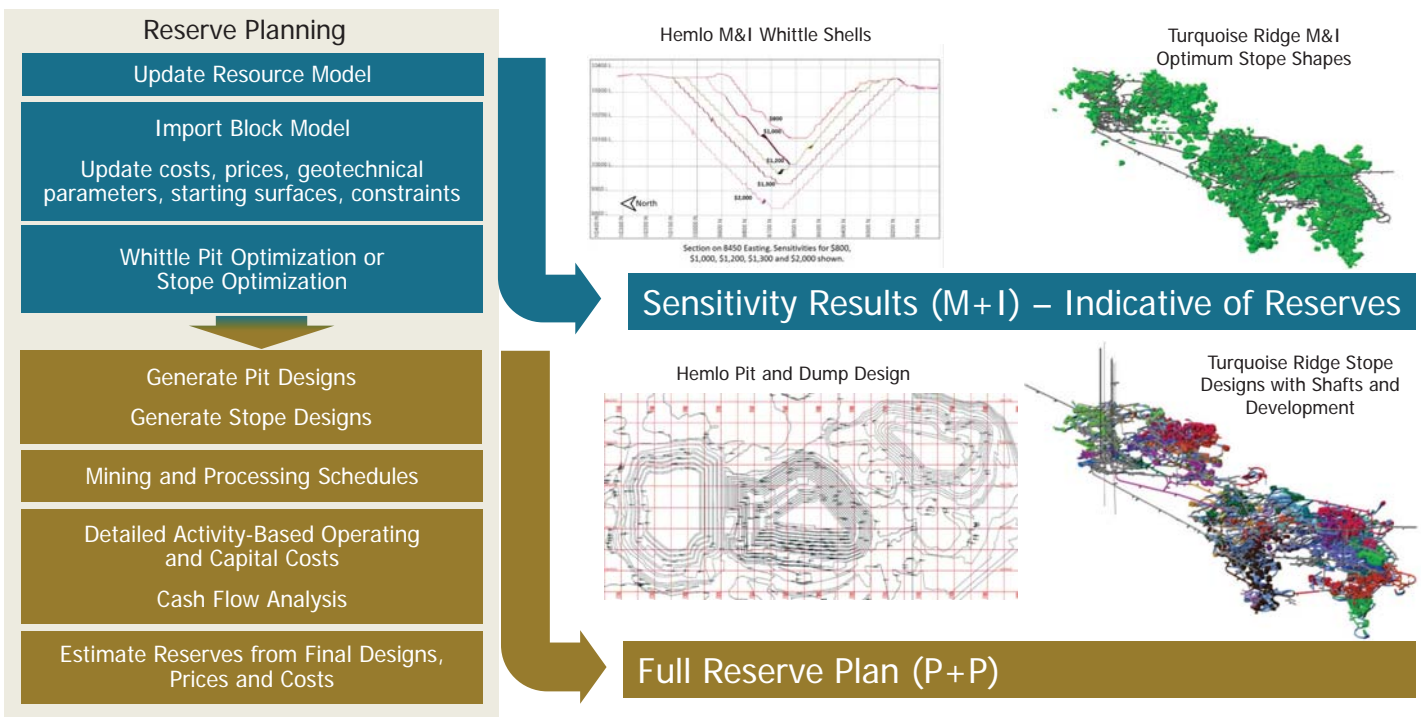 Reserve Planning
Update Resource Model
Import Block Model
Update costs, prices, geotechnical
parameters, starting surfaces, constraints
Whittle Pit Optimization or
Stope Optimization
Generate Pit Designs
Generate Stope Designs
Mining and Processing Schedules
Detailed Activity-Based Operating
and Capital Costs
Cash Flow Analysis
Estimate Reserves from Final Designs,
Prices and Costs
Hemlo M&I Whittle Shells
$800
$1,000
$1,200
$2,000
North
Section on 8450 Easting. Sensitivities for $800,
$1,000, $1,200, $1,300 and $2,000 shown.
Turquoise Ridge M&I
Optimum Stope Shapes
Sensitivity Results (M+I) – Indicative of Reserves
Hemlo Pit and Dump Design
Turquoise Ridge Stope
Designs with Shafts and
Development
Full Reserve Plan (P+P)